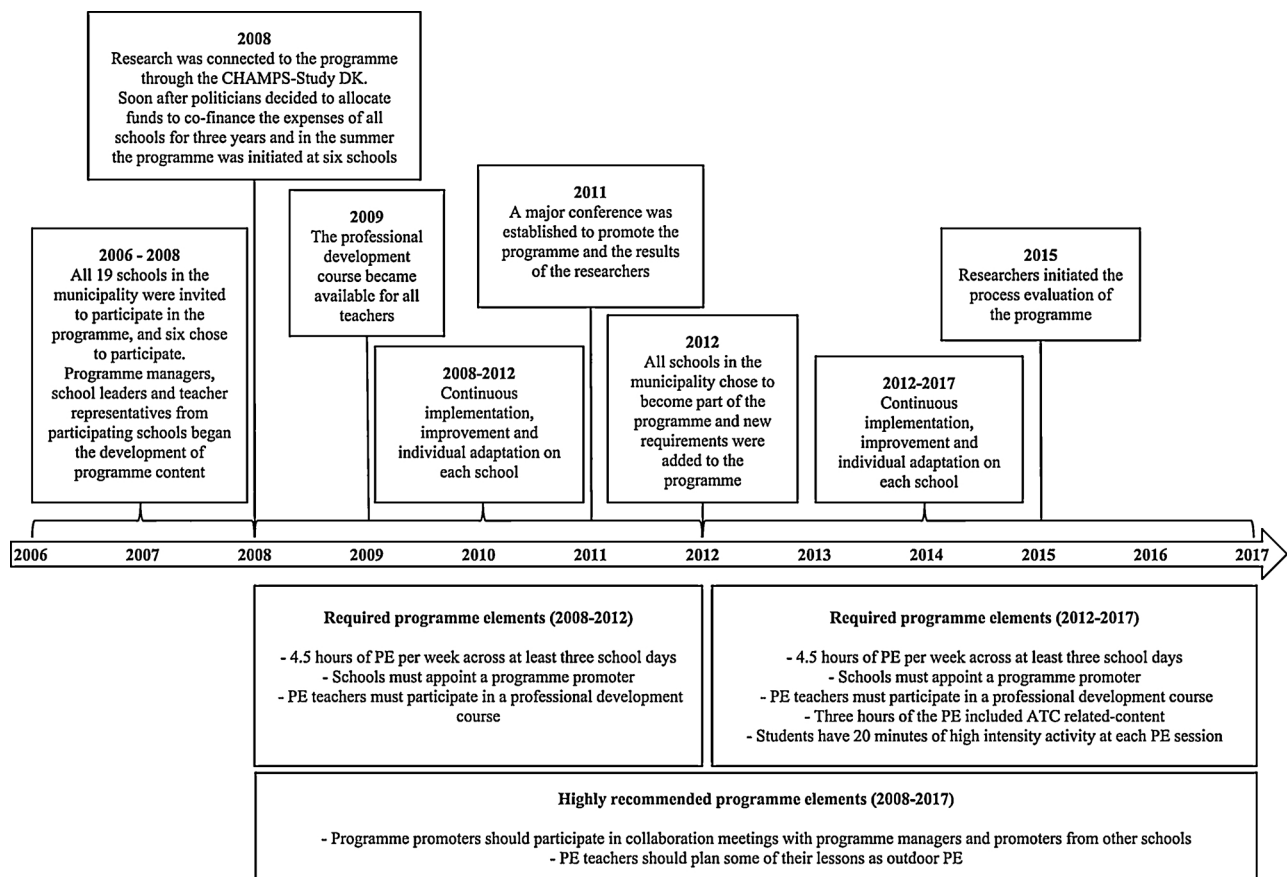 2008
Research was connected to the programme
through the CHAMPS-Study DK.
Soon after politicians decided to allocate
funds to co-finance the expenses of all
schools for three years and in the summer
the programme was initiated at six schools
2006 - 2008
All 19 schools in the
municipality were invited
to participate in the
programme, and six chose
to participate.
Programme managers,
school leaders and teacher
representatives from
participating schools began
the development of
programme content
2009
The professional
development
course became
available for all
teachers
2008-2012
Continuous
implementation,
improvement and
individual adaptation on
each school
2011
A major conference was
established to promote the
programme and the results
of the researchers
2012
All schools in the
municipality chose to
become part of the
programme and new
requirements were
added to the
programme
2012-2017
Continuous
implementation,
improvement and
individual adaptation on
each school
2015
Researchers initiated the
process evaluation of
the programme
2006 2007 2008 2009 2010 2011 2012 2013 2014 2015 2016 2017
Required programme elements (2008-2012)
- 4.5 hours of PE per week across at least three school days
- Schools must appoint a programme promoter
- PE teachers must participate in a professional development
course
Required programme elements (2012-2017)
- 4.5 hours of PE per week across at least three school days
- Schools must appoint a programme promoter
- PE teachers must participate in a professional development course
- Three hours of the PE included ATC related-content
- Students have 20 minutes of high intensity activity at each PE session
Highly recommended programme elements (2008-2017)
- Programme promoters should participate in collaboration meetings with programme managers and promoters from other schools
- PE teachers should plan some of their lessons as outdoor PE